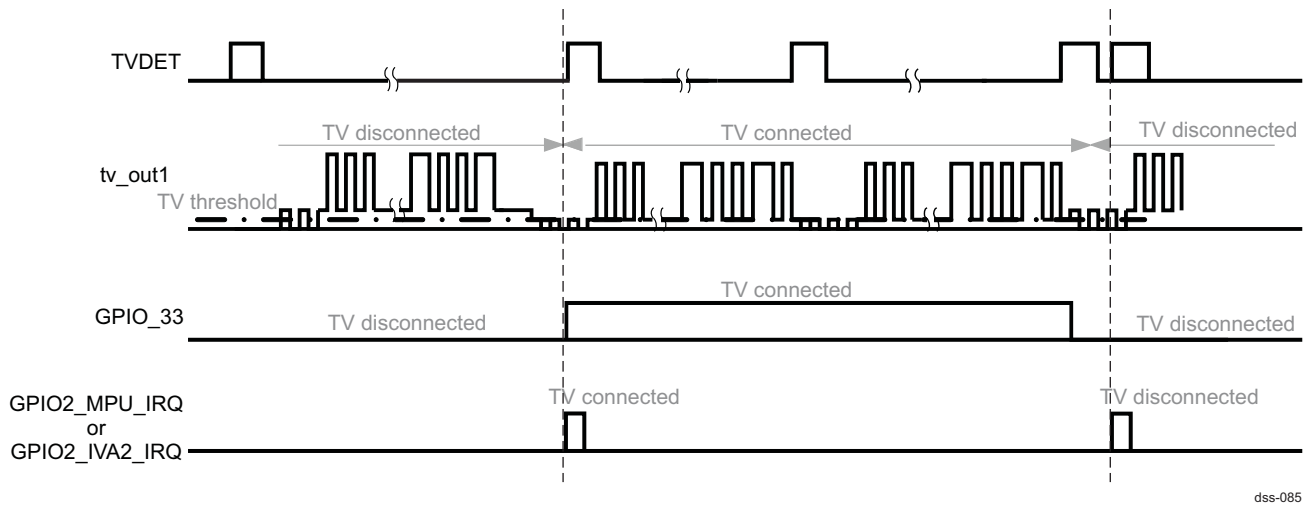 TVDET
TV disconnected
TV connected
TV disconnected
tv_out1
TV threshold
TV connected
GPIO_33
TV disconnected
TV disconnected
TV connected
TV disconnected
GPIO2_MPU_IRQ
or
GPIO2_IVA2_IRQ
dss-085